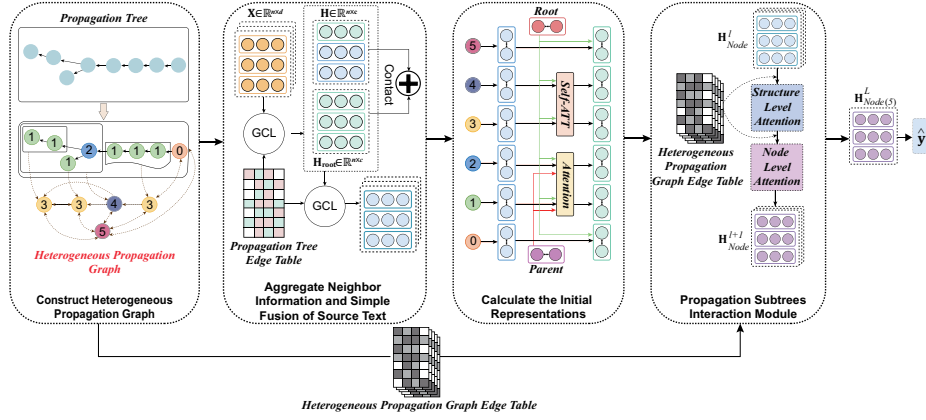 Propagation Tree
1
1
1
2
1
1
1
0
3
3
4
3
5
Heterogeneous Propagation
Graph
Construct Heterogeneous
Propagation Graph
X∈ℝⁿˣᵈ
H∈ℝⁿˣᶜ
Contact
GCL
H_root∈ℝⁿˣᶜ
GCL
Propagation Tree
Edge Table
Aggregate Neighbor
Information and Simple
Fusion of Source Text
Root
5
4
3
2
1
0
Self-ATT
Attention
Parent
Calculate the Initial
Representations
H^l_Node
Structure
Level
Attention
Heterogeneous
Propagation
Graph Edge Table
Node
Level
Attention
H^{l+1}_Node
Propagation Subtrees
Interaction Module
H^L_Node(5)
ŷ
Heterogeneous Propagation Graph Edge Table